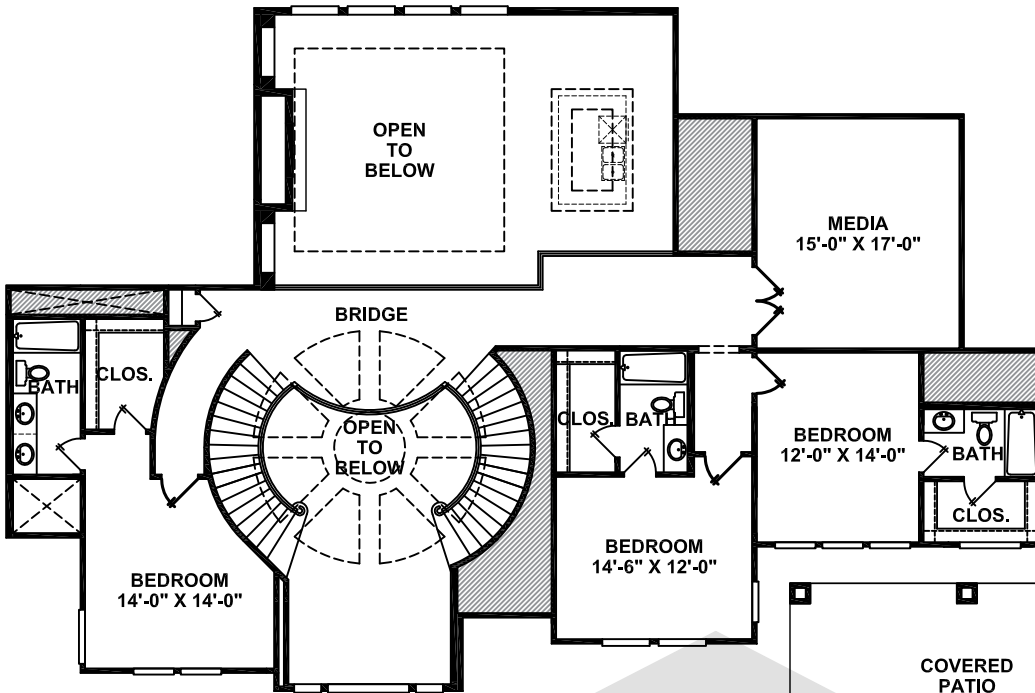 OPEN
TO
BELOW
MEDIA
15'-0" X 17'-0"
BRIDGE
BATH
CLOS.
OPEN
TO
BELOW
CLOS.
BATH
BEDROOM
12'-0" X 14'-0"
BATH
CLOS.
BEDROOM
14'-6" X 12'-0"
BEDROOM
14'-0" X 14'-0"
COVERED
PATIO